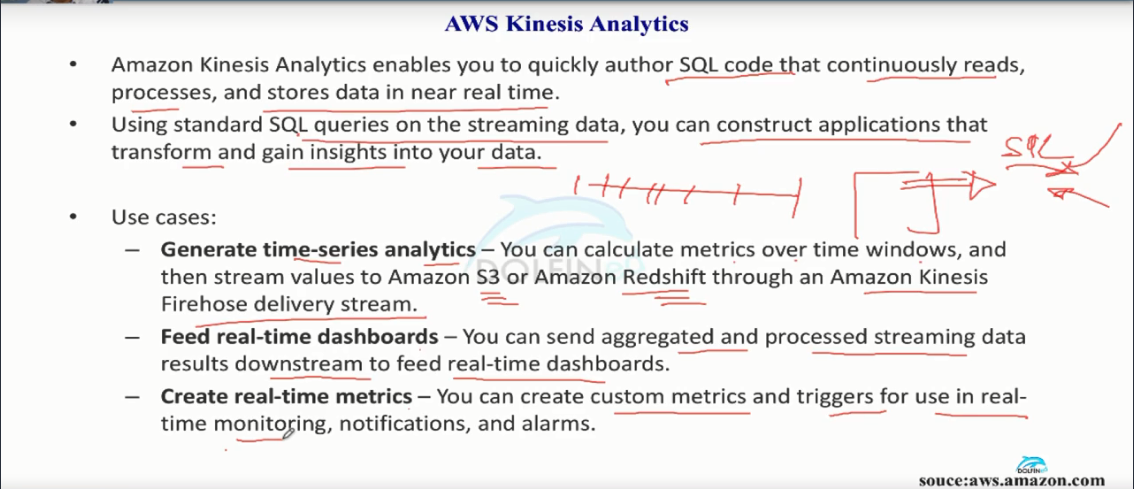 AWS Kinesis Analytics
• Amazon Kinesis Analytics enables you to quickly author SQL code that continuously reads,
processes, and stores data in near real time.
• Using standard SQL queries on the streaming data, you can construct applications that
transform and gain insights into your data.
SQL
• Use cases:
– Generate time-series analytics – You can calculate metrics over time windows, and
then stream values to Amazon S3 or Amazon Redshift through an Amazon Kinesis
Firehose delivery stream.
– Feed real-time dashboards – You can send aggregated and processed streaming data
results downstream to feed real-time dashboards.
– Create real-time metrics – You can create custom metrics and triggers for use in real-
time monitoring, notifications, and alarms.
DOLFINED
DOLFINED
souce:aws.amazon.com